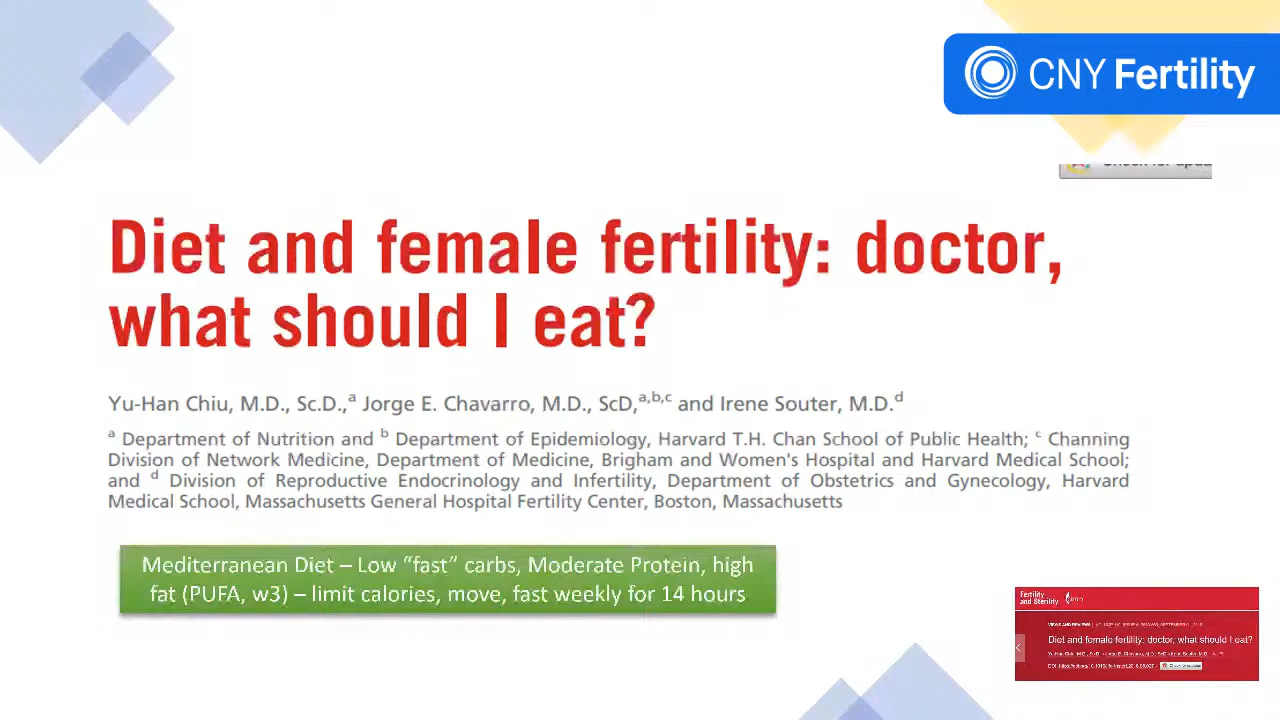 CNY Fertility
Diet and female fertility: doctor,
what should I eat?
Yu-Han Chiu, M.D., Sc.D.,a Jorge E. Chavarro, M.D., ScD,a,b,c and Irene Souter, M.D.d
a Department of Nutrition and b Department of Epidemiology, Harvard T.H. Chan School of Public Health; c Channing
Division of Network Medicine, Department of Medicine, Brigham and Women's Hospital and Harvard Medical School;
and d Division of Reproductive Endocrinology and Infertility, Department of Obstetrics and Gynecology, Harvard
Medical School, Massachusetts General Hospital Fertility Center, Boston, Massachusetts
Mediterranean Diet – Low “fast” carbs, Moderate Protein, high
fat (PUFA, w3) – limit calories, move, fast weekly for 14 hours
Fertility
and Sterility
VIEWS AND REVIEWS
Diet and female fertility: doctor, what should I eat?